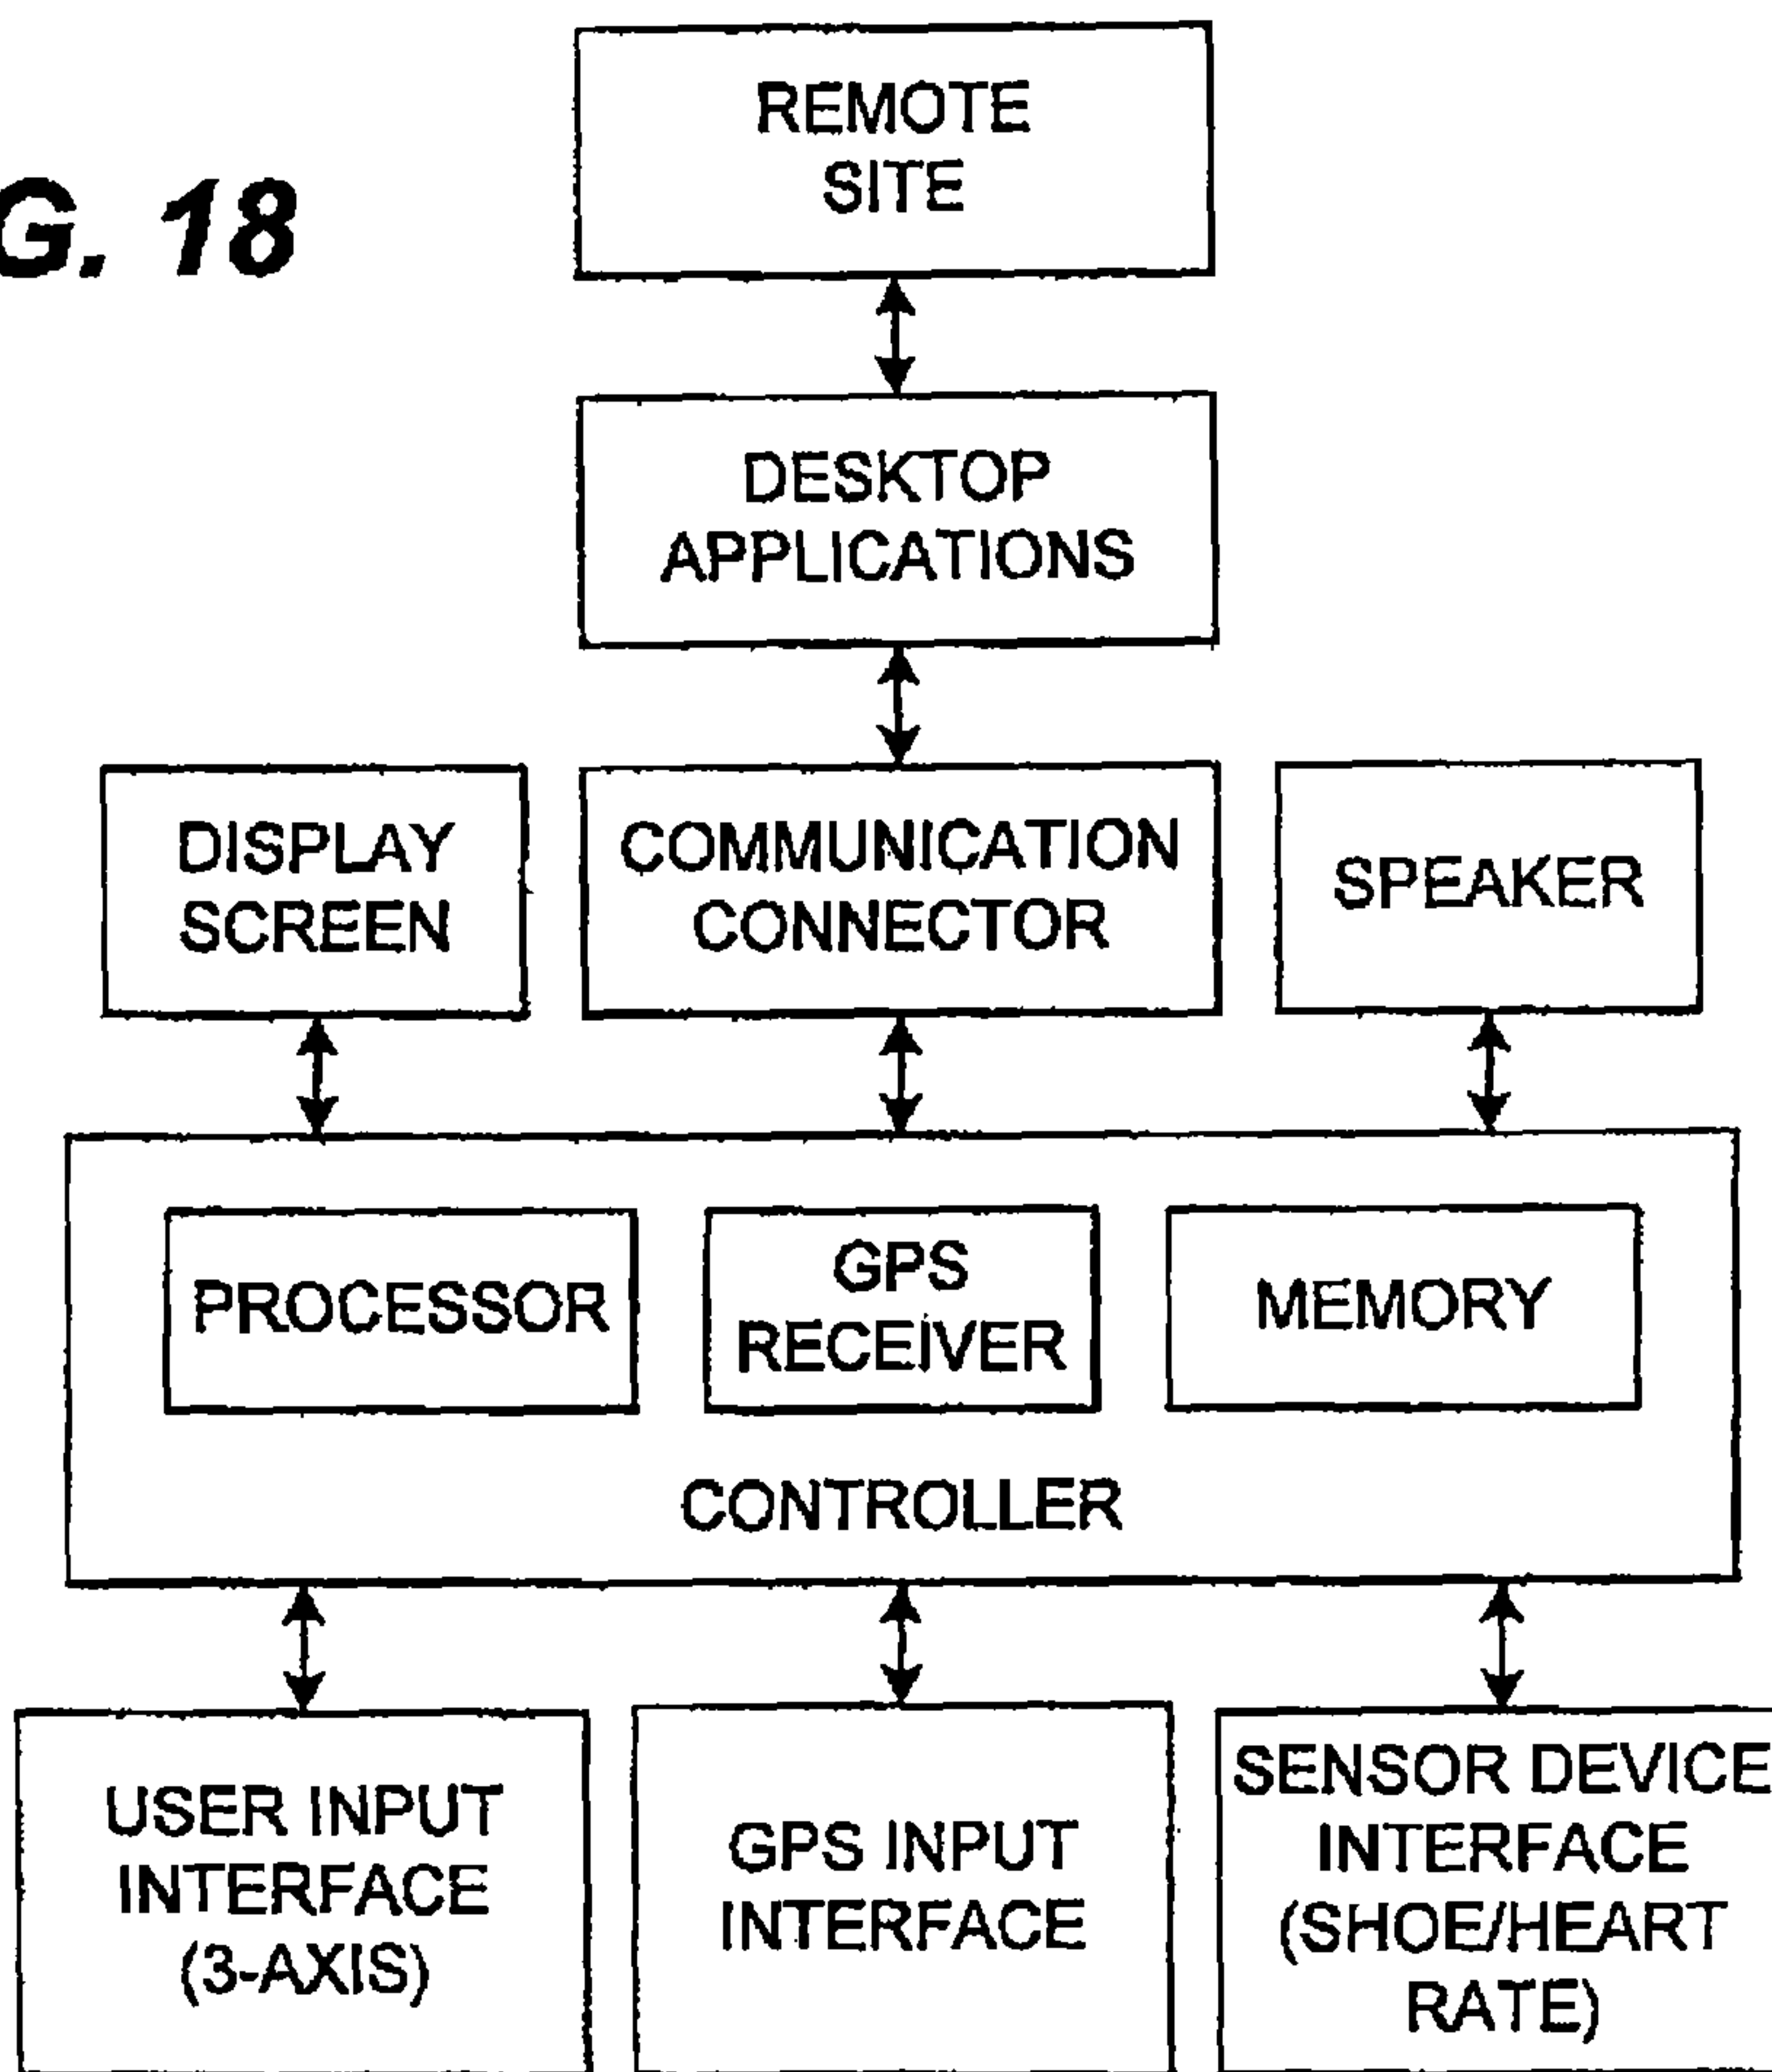 G. 18
REMOTE
SITE
DESKTOP
APPLICATIONS
DISPLAY
SCREEN
COMMUNICATION
CONNECTOR
SPEAKER
PROCESSOR
GPS
RECEIVER
MEMORY
CONTROLLER
USER INPUT
INTERFACE
(3-AXIS)
GPS INPUT
INTERFACE
SENSOR DEVICE
INTERFACE
(SHOE/HEART
RATE)